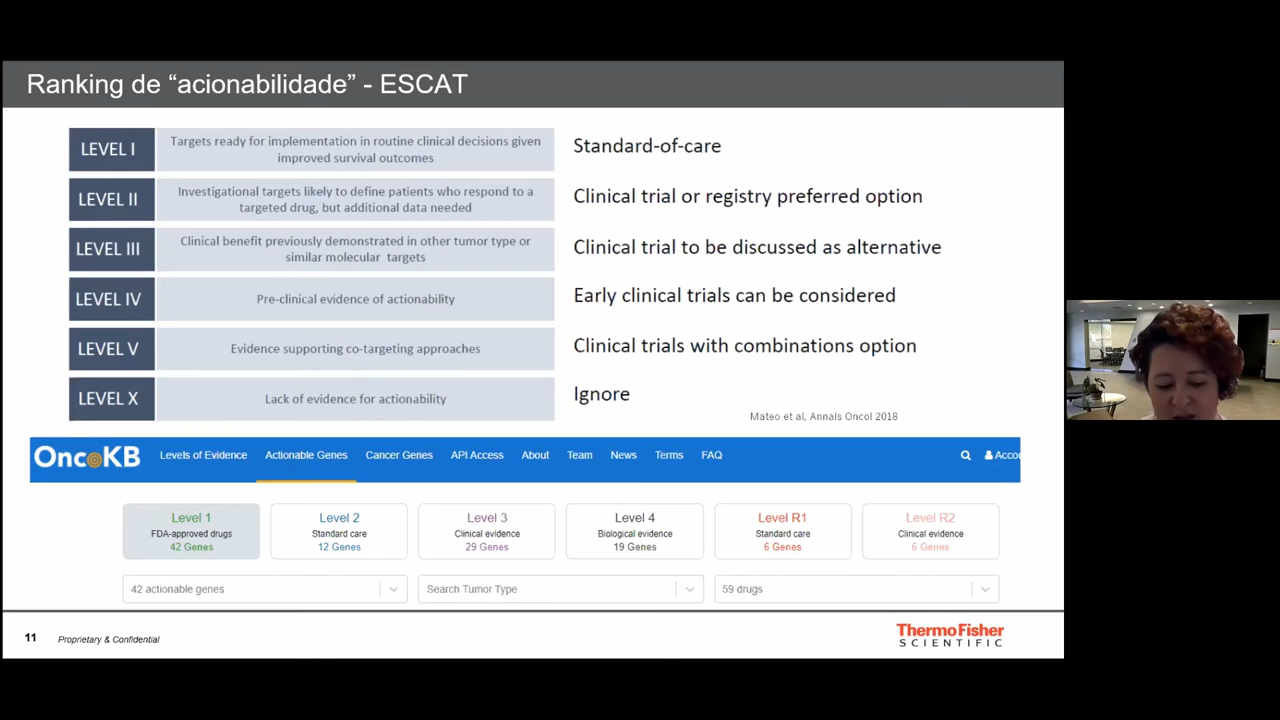 Ranking de “acionabilidade” - ESCAT
LEVEL I
Targets ready for implementation in routine clinical decisions given
improved survival outcomes
Standard-of-care
LEVEL II
Investigational targets likely to define patients who respond to a
targeted drug, but additional data needed
Clinical trial or registry preferred option
LEVEL III
Clinical benefit previously demonstrated in other tumor type or
similar molecular targets
Clinical trial to be discussed as alternative
LEVEL IV
Pre-clinical evidence of actionability
Early clinical trials can be considered
LEVEL V
Evidence supporting co-targeting approaches
Clinical trials with combinations option
LEVEL X
Lack of evidence for actionability
Ignore
Mateo et al. Annals Oncol 2018
OncoKB Levels of Evidence Actionable Genes Cancer Genes API Access About Team News Terms FAQ Accou
Level 1 Level 2 Level 3 Level 4 Level R1 Level R2
FDA-approved drugs Standard care Clinical evidence Biological evidence Standard care Clinical evidence
42 Genes 12 Genes 29 Genes 19 Genes 6 Genes 6 Genes
42 actionable genes Search Tumor Type 59 drugs
11 Proprietary & Confidential
ThermoFisher
SCIENTIFIC